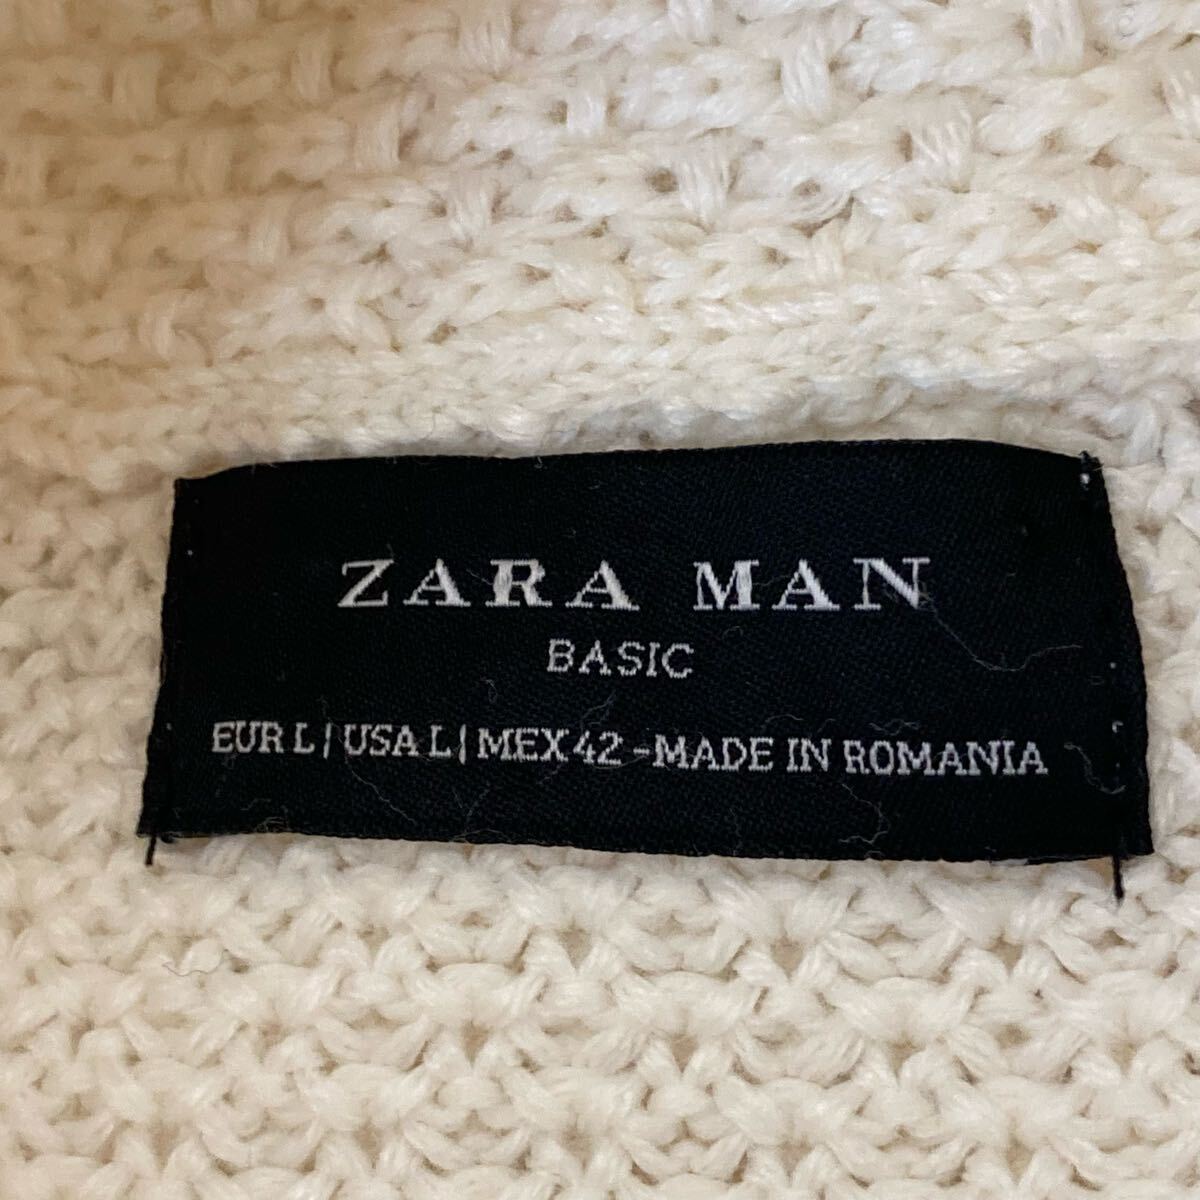 ZARA MAN
BASIC
EUR L | USA L | MEX 42 - MADE IN ROMANIA